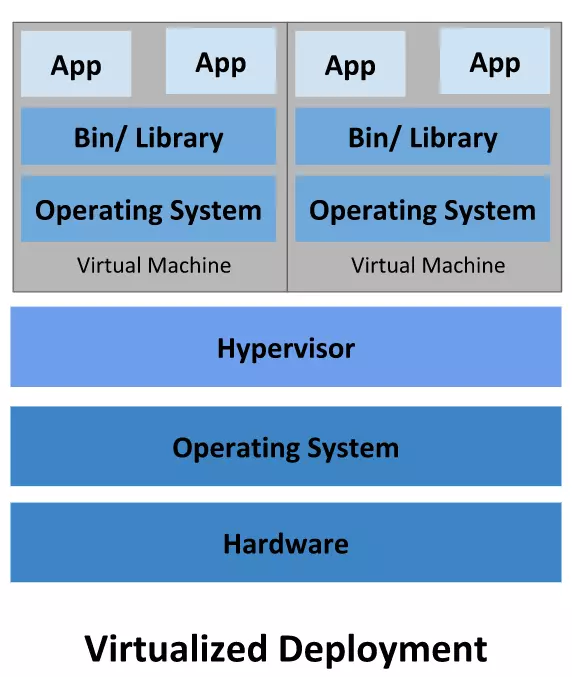 App
App
App
App
Bin/ Library
Bin/ Library
Operating System
Operating System
Virtual Machine
Virtual Machine
Hypervisor
Operating System
Hardware
Virtualized Deployment